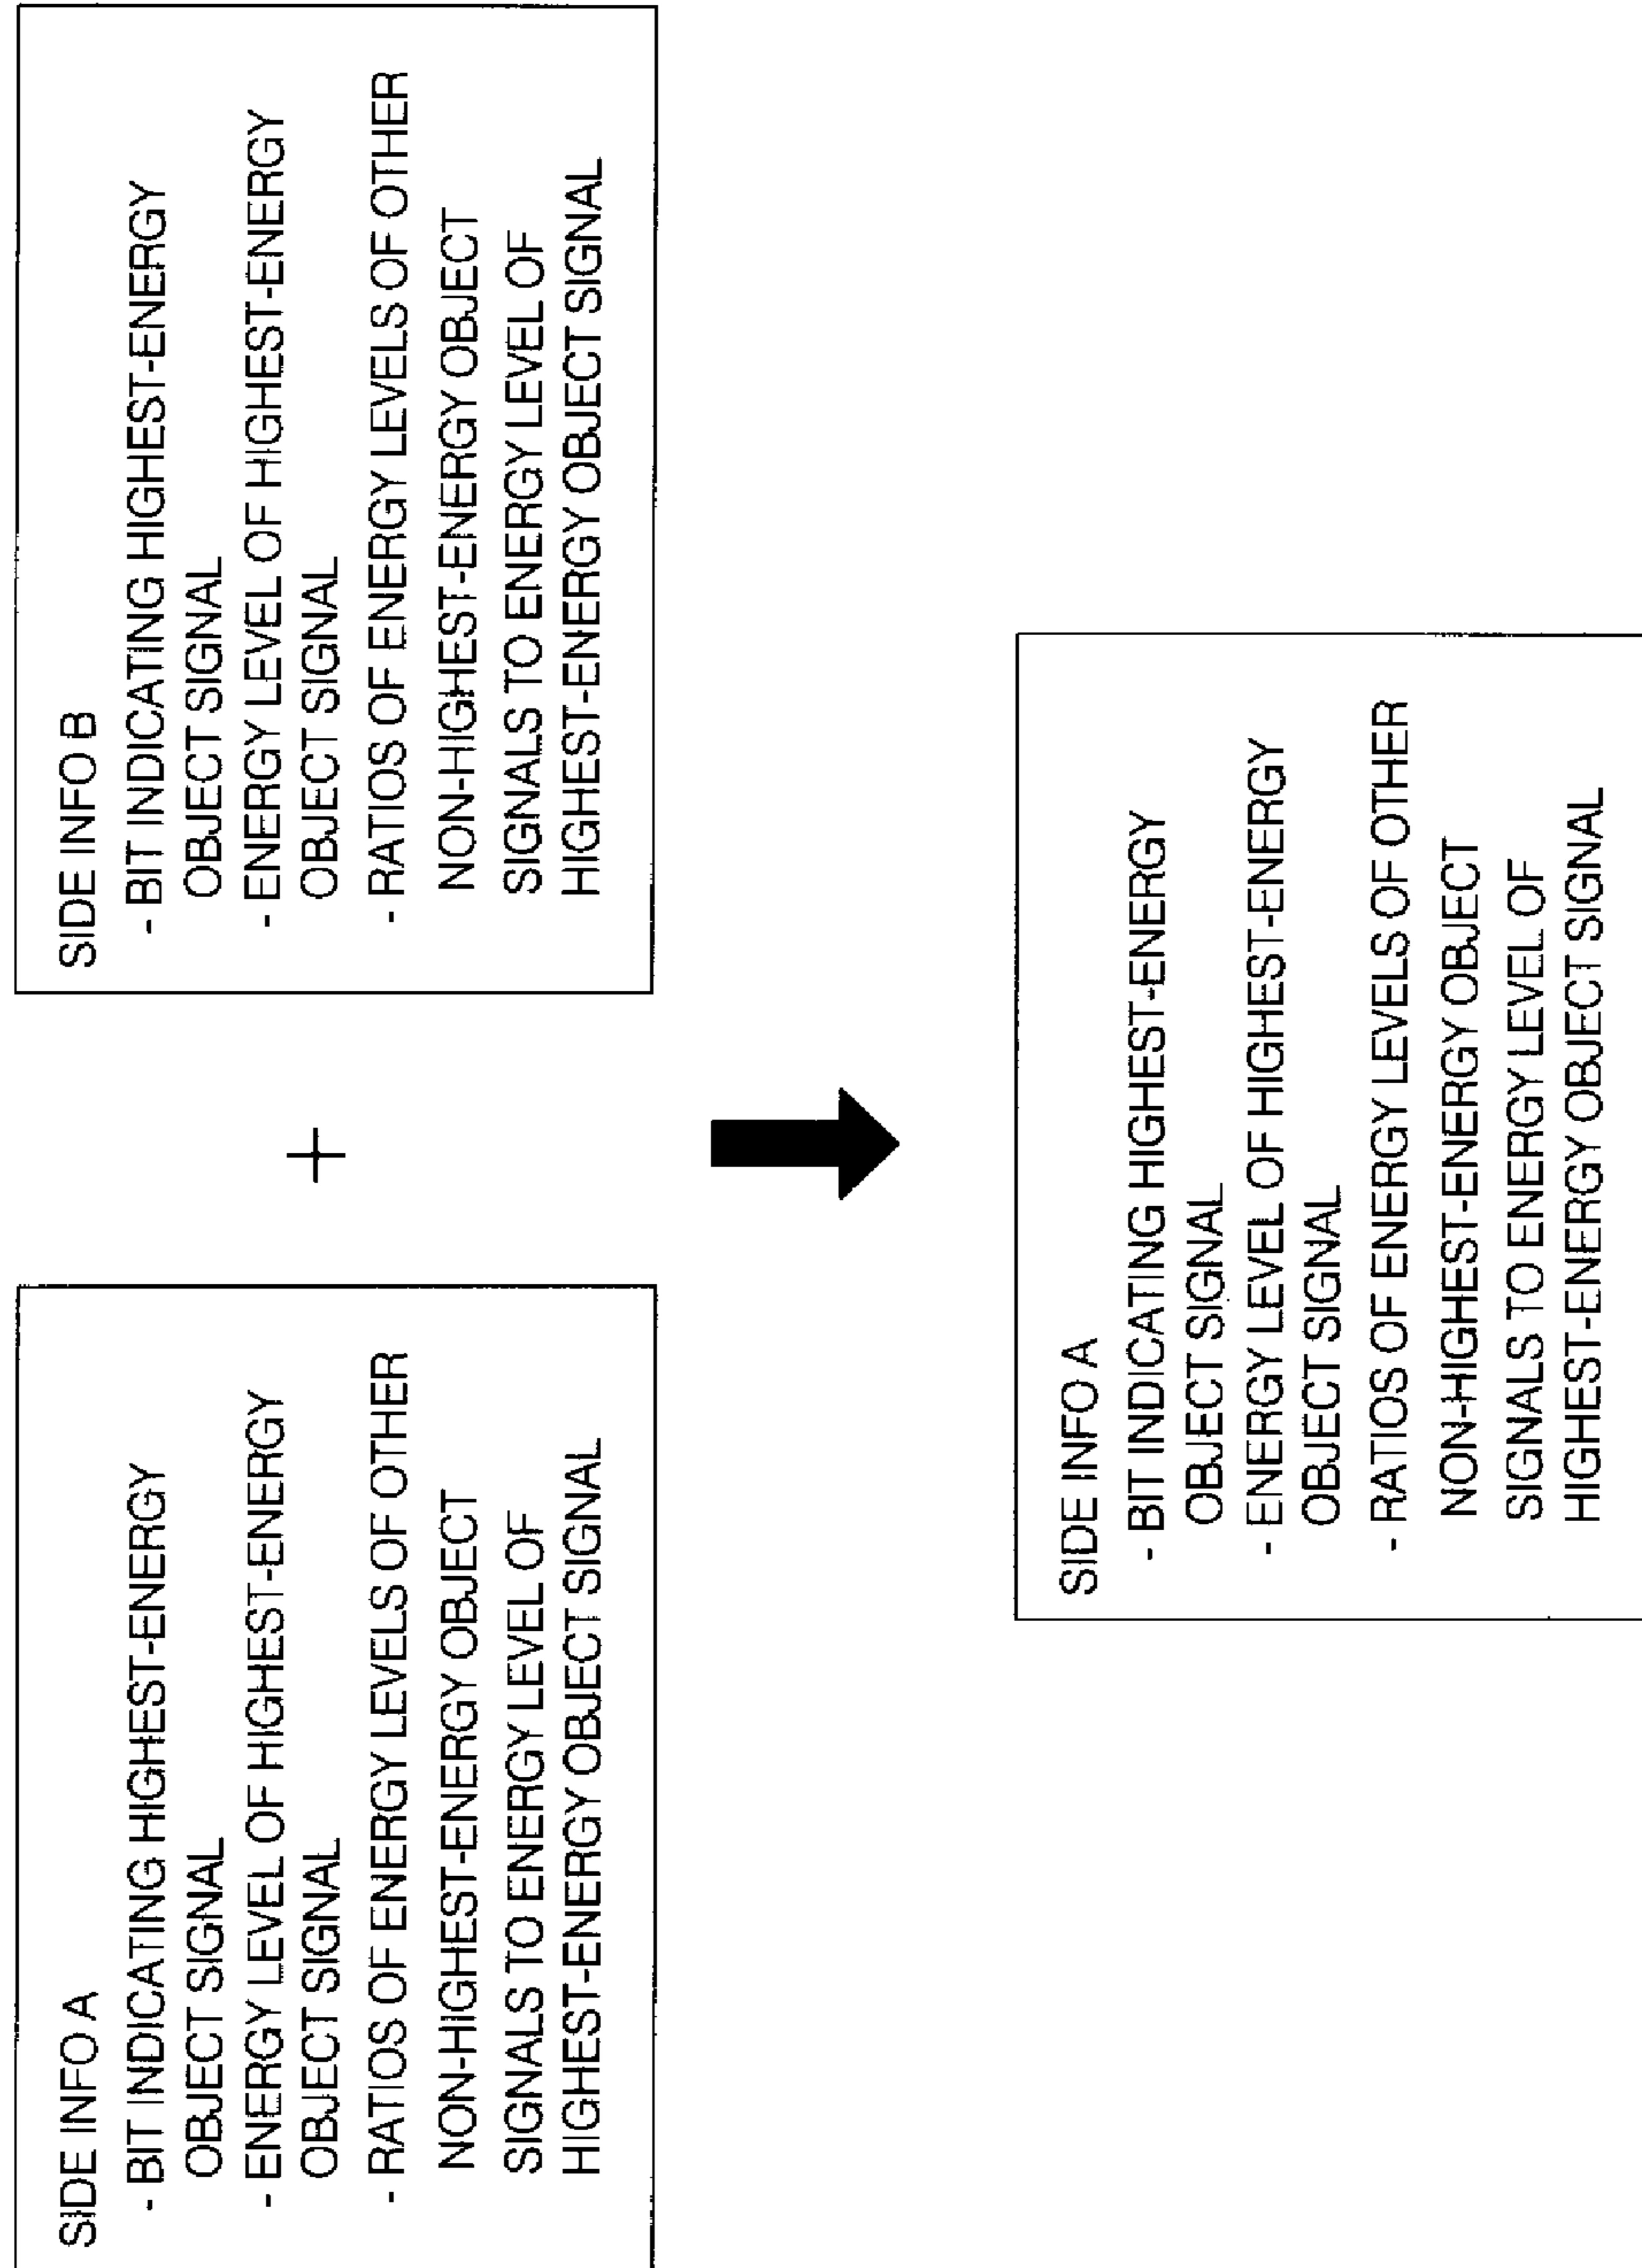 SIDE INFO A
- BIT INDICATING HIGHEST-ENERGY
OBJECT SIGNAL
- ENERGY LEVEL OF HIGHEST-ENERGY
OBJECT SIGNAL
- RATIOS OF ENERGY LEVELS OF OTHER
NON-HIGHEST-ENERGY OBJECT
SIGNALS TO ENERGY LEVEL OF
HIGHEST-ENERGY OBJECT SIGNAL
+
SIDE INFO B
- BIT INDICATING HIGHEST-ENERGY
OBJECT SIGNAL
- ENERGY LEVEL OF HIGHEST-ENERGY
OBJECT SIGNAL
- RATIOS OF ENERGY LEVELS OF OTHER
NON-HIGHEST-ENERGY OBJECT
SIGNALS TO ENERGY LEVEL OF
HIGHEST-ENERGY OBJECT SIGNAL
SIDE INFO A
- BIT INDICATING HIGHEST-ENERGY
OBJECT SIGNAL
- ENERGY LEVEL OF HIGHEST-ENERGY
OBJECT SIGNAL
- RATIOS OF ENERGY LEVELS OF OTHER
NON-HIGHEST-ENERGY OBJECT
SIGNALS TO ENERGY LEVEL OF
HIGHEST-ENERGY OBJECT SIGNAL